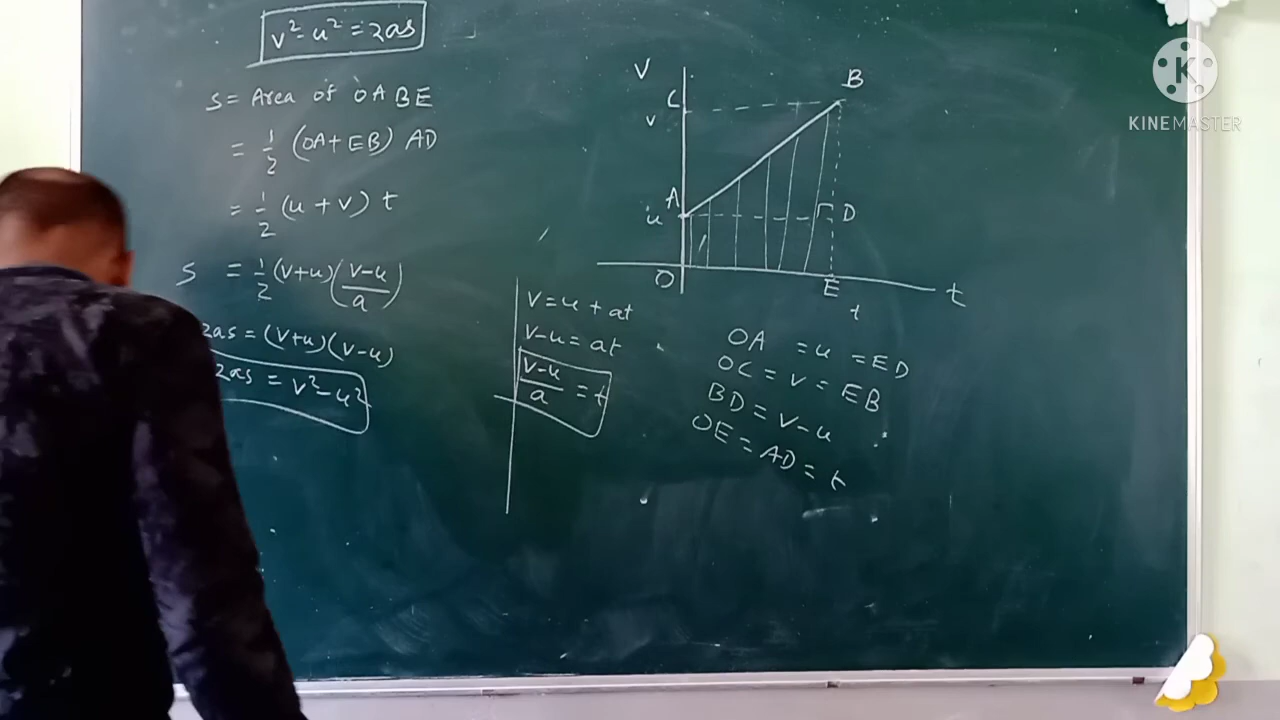 v² - u² = 2as
s = Area of OABE
= 1/2 (OA + EB) AD
= 1/2 (u + v) t
s = 1/2 (v+u) (v-u/a)
2as = (v+u)(v-u)
2as = v² - u²
v = u + at
v-u = at
v-u/a = t
V
C
v
B
A
u
D
O
E
t
t
OA = u = ED
OC = v = EB
BD = v-u
OE = AD = t
K
KINEMASTER